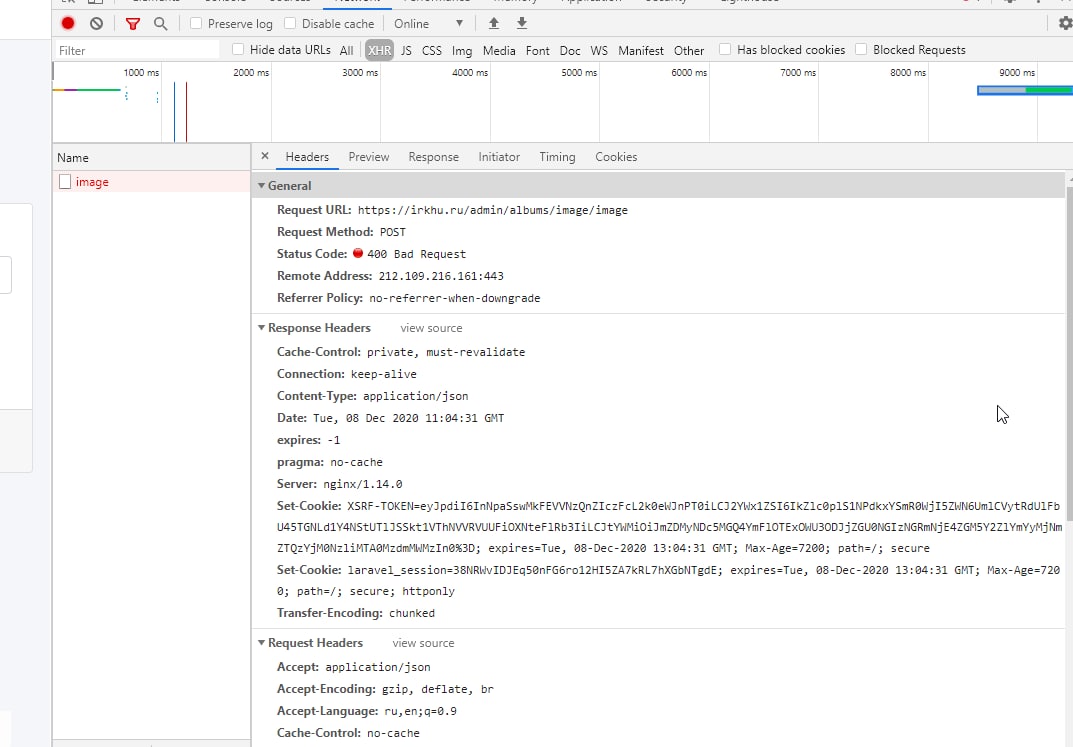 Preserve log Disable cache Online
Filter Hide data URLs All XHR JS CSS Img Media Font Doc WS Manifest Other Has blocked cookies Blocked Requests
1000 ms 2000 ms 3000 ms 4000 ms 5000 ms 6000 ms 7000 ms 8000 ms 9000 ms
Name
image
Headers Preview Response Initiator Timing Cookies
General
Request URL: https://irkhu.ru/admin/albums/image/image
Request Method: POST
Status Code: 400 Bad Request
Remote Address: 212.109.216.161:443
Referrer Policy: no-referrer-when-downgrade
Response Headers view source
Cache-Control: private, must-revalidate
Connection: keep-alive
Content-Type: application/json
Date: Tue, 08 Dec 2020 11:04:31 GMT
expires: -1
pragma: no-cache
Server: nginx/1.14.0
Set-Cookie: XSRF-TOKEN=eyJpdiI6InNpaSswMkFEVVNzQnZIczFcL2k0eWJnPT0iLCJ2YWx1ZSI6IkZlc0plS1NPdkxYSmR0WjI5ZWN6UmlCVytRdUlFb
U45TGNLd1Y4NStUTlJSSkt1VThNVVRVUUFiOXNteFlRb3IiLCJtYWMiOiJmZDMyNDc5MGQ4YmFlOTExOWU3ODJjZGU0NGIzNGRmNjE4ZGM5Y2ZlYmYyMjNm
ZTQzYjM0NzliMTA0MzdmMWMzIn0%3D; expires=Tue, 08-Dec-2020 13:04:31 GMT; Max-Age=7200; path=/; secure
Set-Cookie: laravel_session=38NRWvIDJEq50nFG6ro12HI5ZA7kRL7hXGbNTgdE; expires=Tue, 08-Dec-2020 13:04:31 GMT; Max-Age=720
0; path=/; secure; httponly
Transfer-Encoding: chunked
Request Headers view source
Accept: application/json
Accept-Encoding: gzip, deflate, br
Accept-Language: ru,en;q=0.9
Cache-Control: no-cache